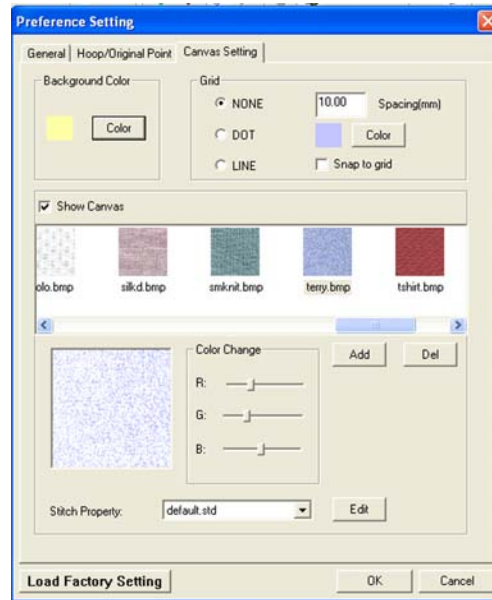 Preference Setting
General Hoop/Original Point Canvas Setting
Background Color
Color
Grid
NONE 10.00 Spacing(mm)
DOT Color
LINE Snap to grid
Show Canvas
olo.bmp silkd.bmp smknit.bmp terry.bmp tshirt.bmp
Color Change
R:
G:
B:
Add Del
Stitch Property: default.std Edit
Load Factory Setting OK Cancel